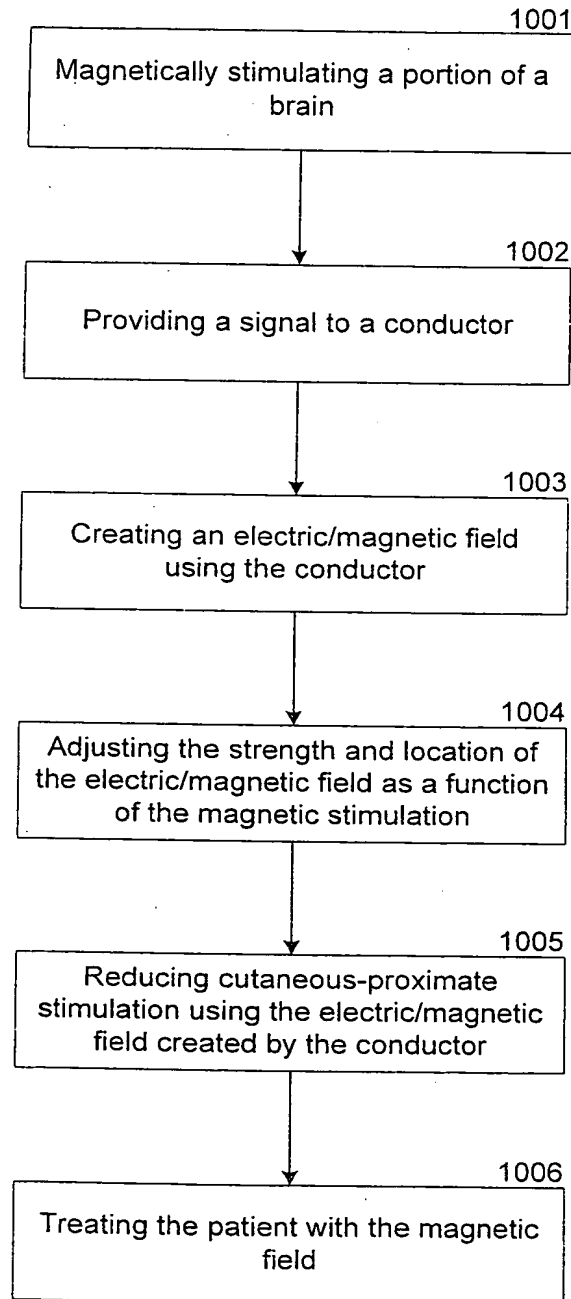 1001
Magnetically stimulating a portion of a
brain
1002
Providing a signal to a conductor
1003
Creating an electric/magnetic field
using the conductor
1004
Adjusting the strength and location of
the electric/magnetic field as a function
of the magnetic stimulation
1005
Reducing cutaneous-proximate
stimulation using the electric/magnetic
field created by the conductor
1006
Treating the patient with the magnetic
field